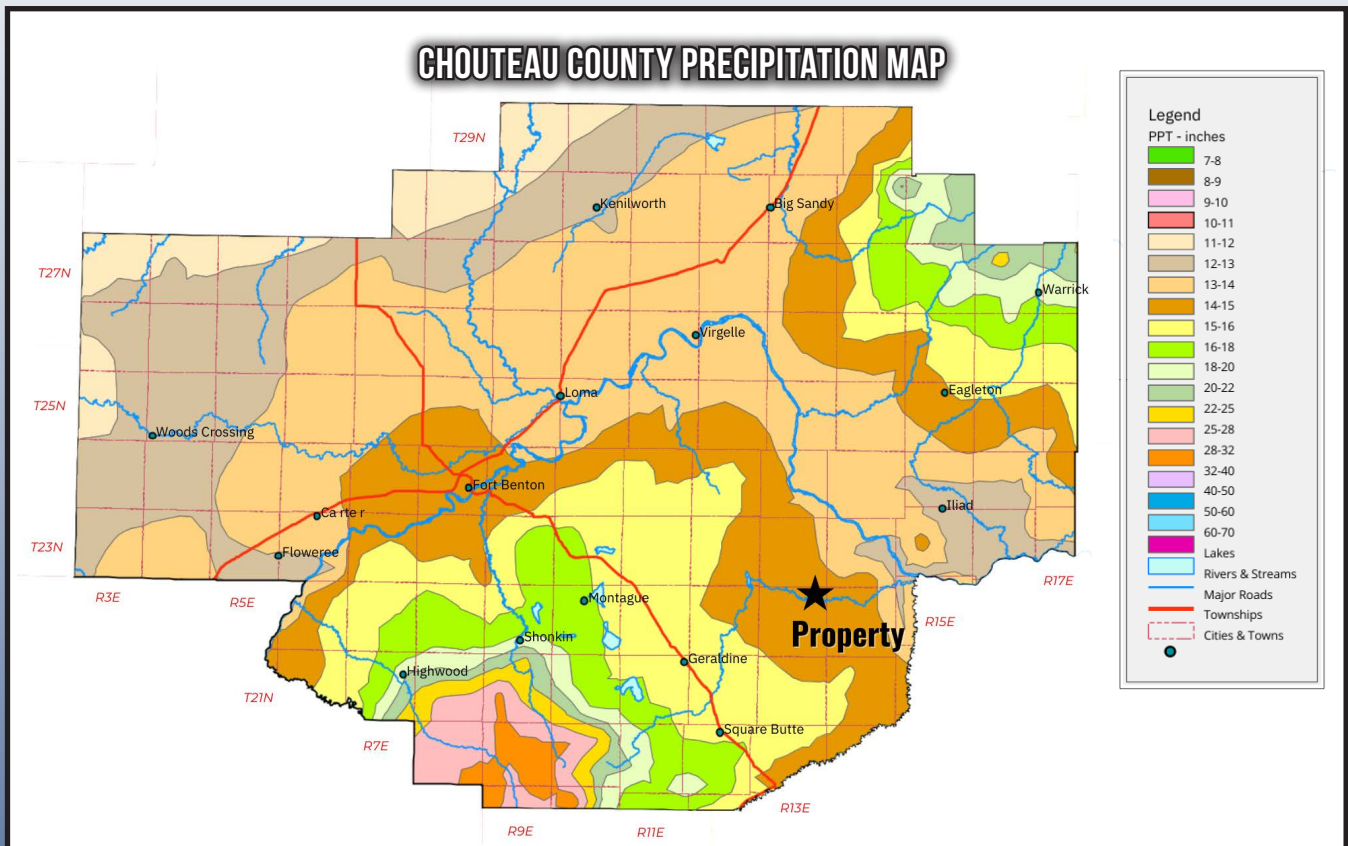 CHOUTEAU COUNTY PRECIPITATION MAP
Legend
PPT - inches
7-8
8-9
9-10
10-11
11-12
12-13
13-14
14-15
15-16
16-18
18-20
20-22
22-25
25-28
28-32
32-40
40-50
50-60
60-70
Lakes
Rivers & Streams
Major Roads
Townships
Cities & Towns
T29N
Kenilworth
Big Sandy
T27N
Warrick
Virgelle
Eagleton
Loma
T25N
Woods Crossing
Fort Benton
Iliad
Ca rte r
T23N
Floweree
R17E
R3E
R5E
Montague
R15E
Property
Shonkin
Geraldine
Highwood
T21N
Square Butte
R7E
R13E
R9E
R11E